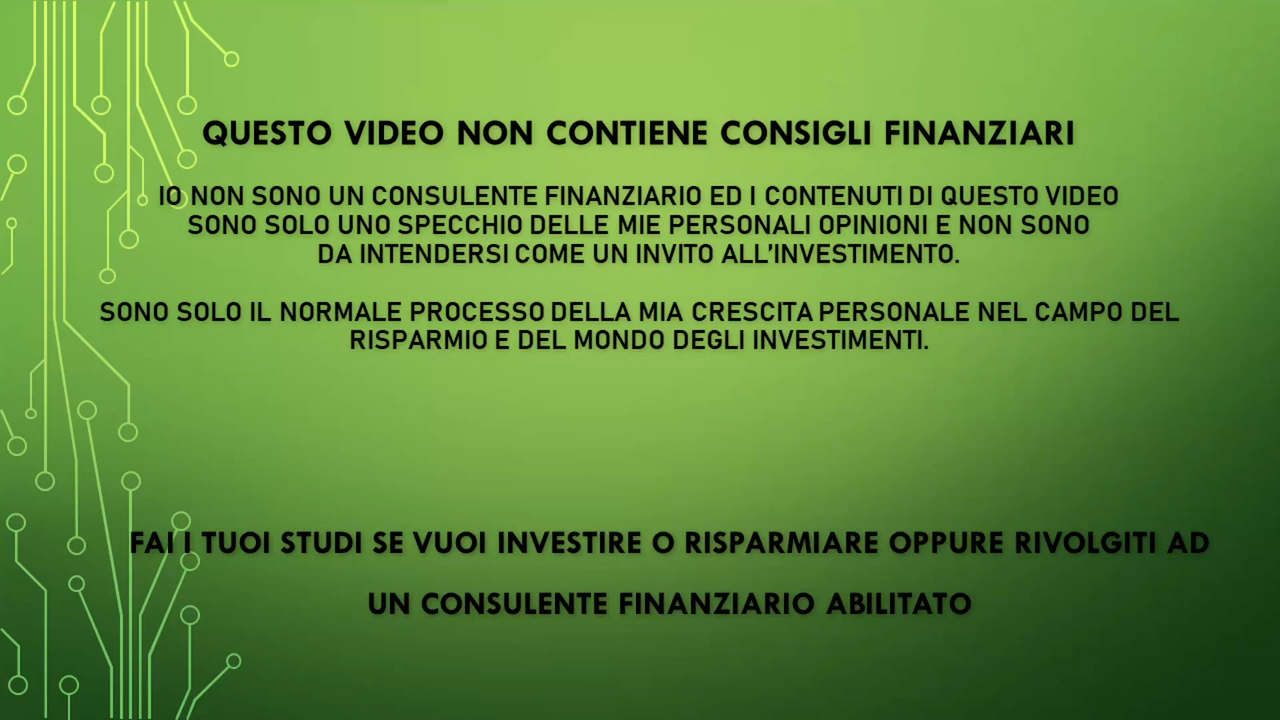 QUESTO VIDEO NON CONTIENE CONSIGLI FINANZIARI
IO NON SONO UN CONSULENTE FINANZIARIO ED I CONTENUTI DI QUESTO VIDEO
SONO SOLO UNO SPECCHIO DELLE MIE PERSONALI OPINIONI E NON SONO
DA INTENDERSI COME UN INVITO ALL'INVESTIMENTO.
SONO SOLO IL NORMALE PROCESSO DELLA MIA CRESCITA PERSONALE NEL CAMPO DEL
RISPARMIO E DEL MONDO DEGLI INVESTIMENTI.
FAI I TUOI STUDI SE VUOI INVESTIRE O RISPARMIARE OPPURE RIVOLGITI AD
UN CONSULENTE FINANZIARIO ABILITATO